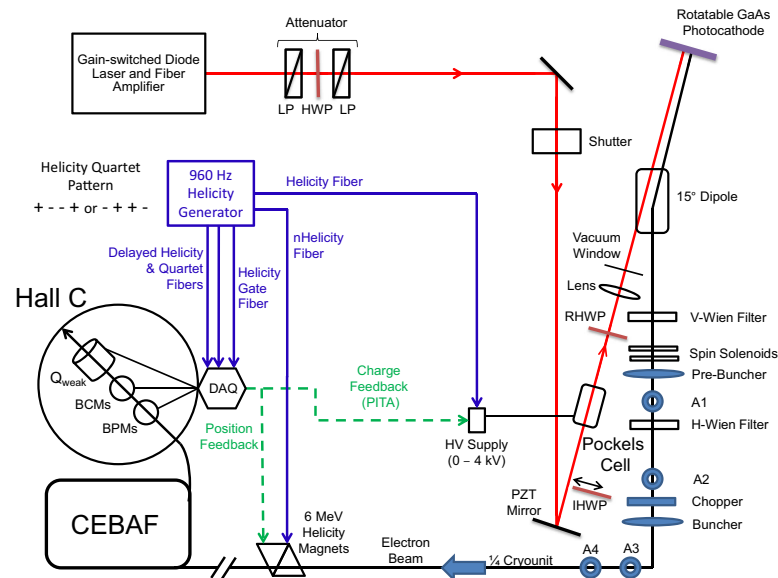 Attenuator
Rotatable GaAs
Photocathode
Gain-switched Diode
Laser and Fiber
Amplifier
LP
HWP
LP
Shutter
Helicity Quartet
Pattern
+ - - + or - + + -
960 Hz
Helicity
Generator
Helicity Fiber
nHelicity
Fiber
Delayed Helicity
& Quartet
Fibers
Helicity
Gate
Fiber
15° Dipole
Vacuum
Window
Lens
RHWP
V-Wien Filter
Spin Solenoids
Pre-Buncher
A1
H-Wien Filter
Hall C
Qweak
BCMs
BPMs
DAQ
Charge
Feedback
(PITA)
Position
Feedback
HV Supply
(0 – 4 kV)
Pockels
Cell
A2
Chopper
Buncher
PZT
Mirror
IHWP
CEBAF
6 MeV
Helicity
Magnets
Electron
Beam
¼ Cryounit
A4
A3